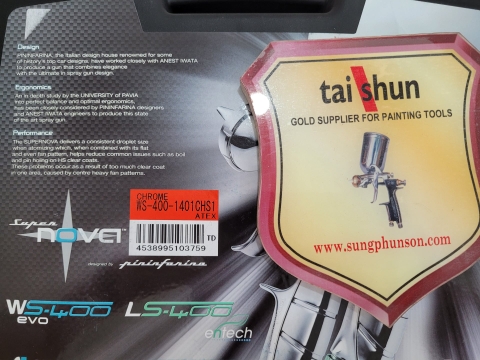 Design
PININFARINA, the Italian design house renowned for some
of history's top car designs, have worked closely with ANEST IWATA
to produce a gun that combines elegance
with the ultimate in spray gun design.
Ergonomics
An in depth study by the UNIVERSITY of PAVIA
into perfect balance and optimal ergonomics,
has been closely considered by PININFARINA designers
and ANEST IWATA engineers to produce this state
of the art spray gun.
Performance
The SUPERNOVA delivers a consistent droplet size
when atomizing which, when combined with its flat
and even fan pattern, helps reduce common issues such as boil
and pin holing on HS clear coats.
These problems occur as a result of too much clear coat
in one area, caused by centre heavy fan patterns.
CHROME
WS-400-1401CHS1
ATEX
4538995103759
TD
Super
nova
designed by pininfarina
WS-400
evo
LS-400
entech
tai shun
GOLD SUPPLIER FOR PAINTING TOOLS
www.sungphunson.com